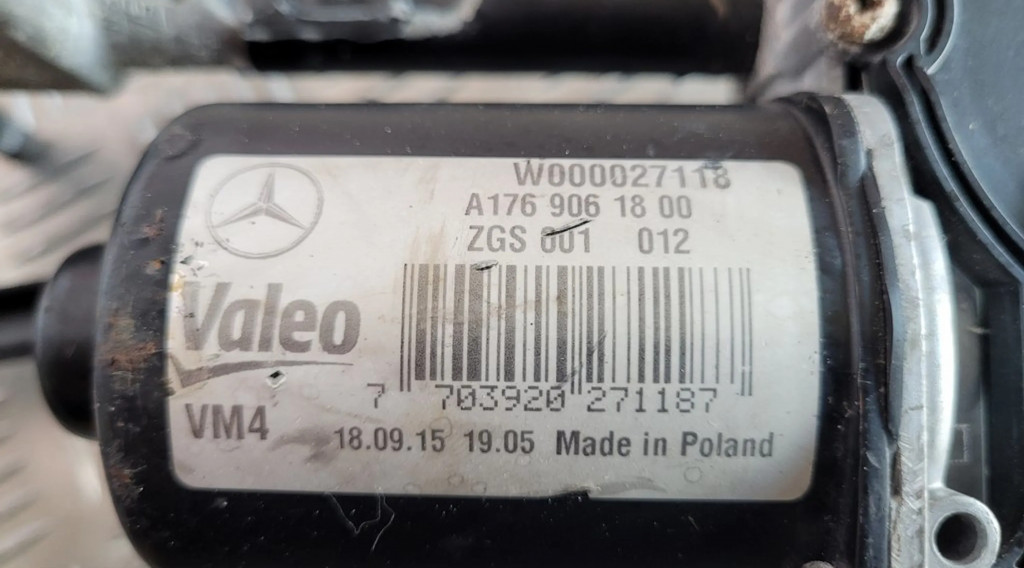 W000027118
A176 906 18 00
ZGS 001 012
Valeo
7 703920 271187
VM4
18.09.15 19.05 Made in Poland